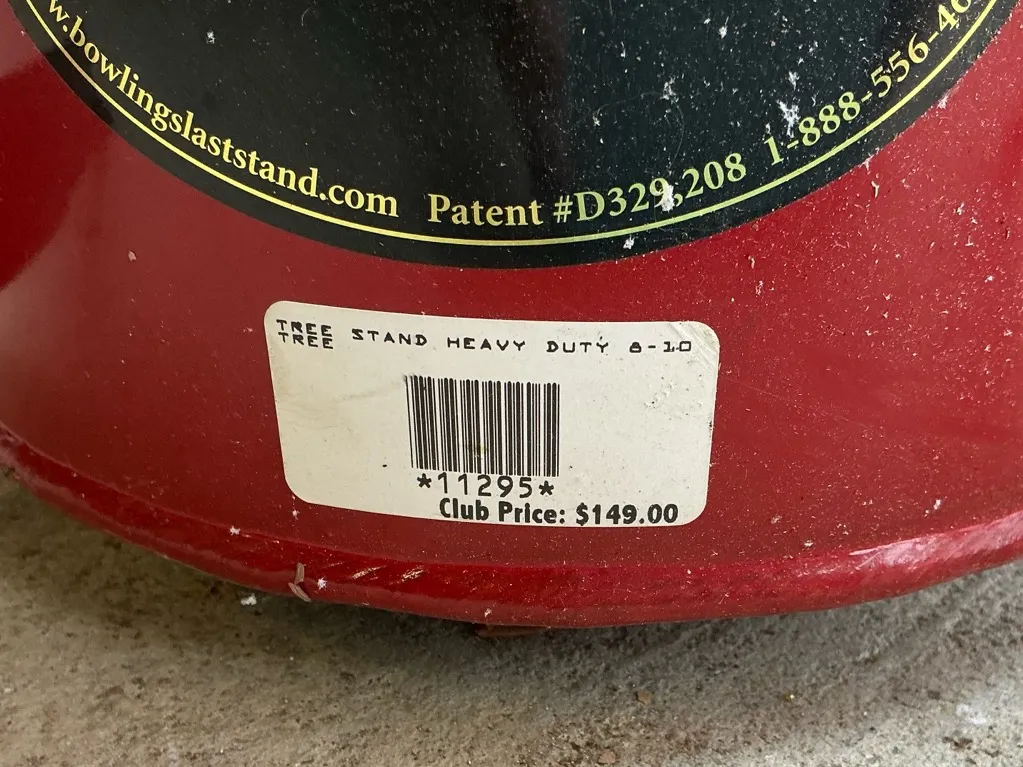 w.bowlingslaststand.com Patent #D329,208 1-888-556-46
TREE STAND HEAVY DUTY 8-10
TREE
*11295*
Club Price: $149.00